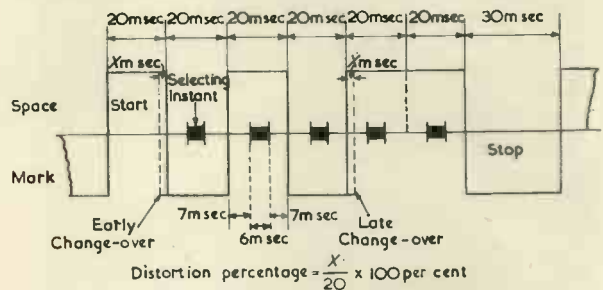 20m sec 20m sec 20m sec 20m sec 20m sec 20m sec 30m sec
X m sec X m sec
Selecting
Instant
Space Start
Stop
Mark
Early
Change-over
7m sec 7m sec
6m sec
Late
Change-over
Distortion percentage = X/20 x 100 per cent